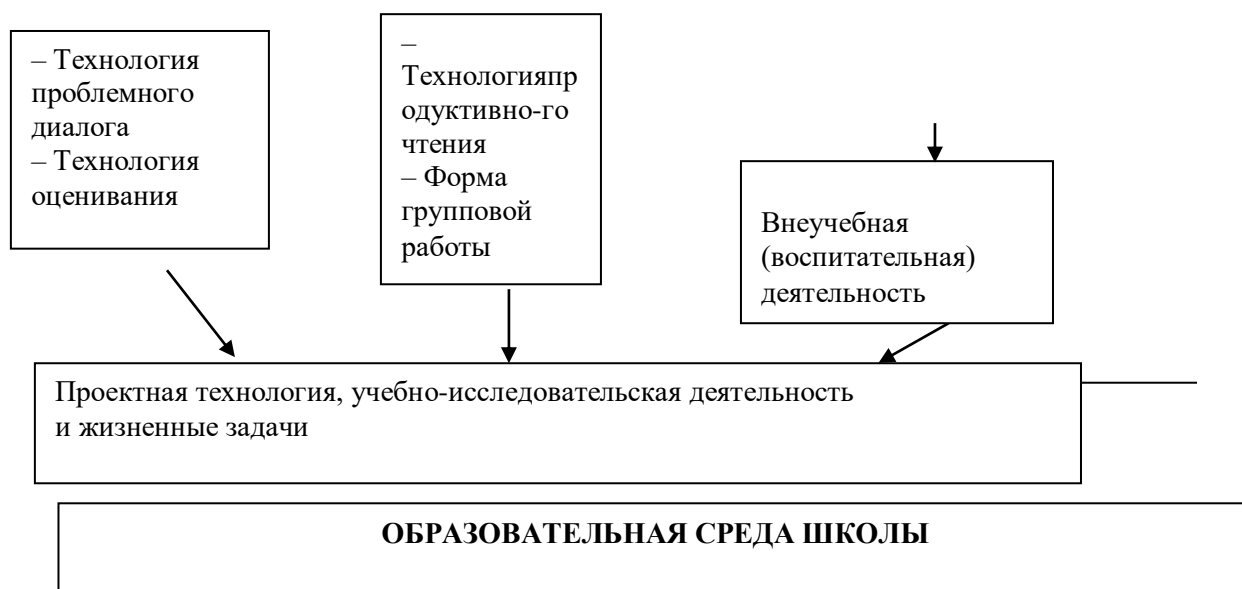 – Технология
проблемного
диалога
– Технология
оценивания
–
Технологияпр
одуктивно-го
чтения
– Форма
групповой
работы
Внеучебная
(воспитательная)
деятельность
Проектная технология, учебно-исследовательская деятельность
и жизненные задачи
ОБРАЗОВАТЕЛЬНАЯ СРЕДА ШКОЛЫ